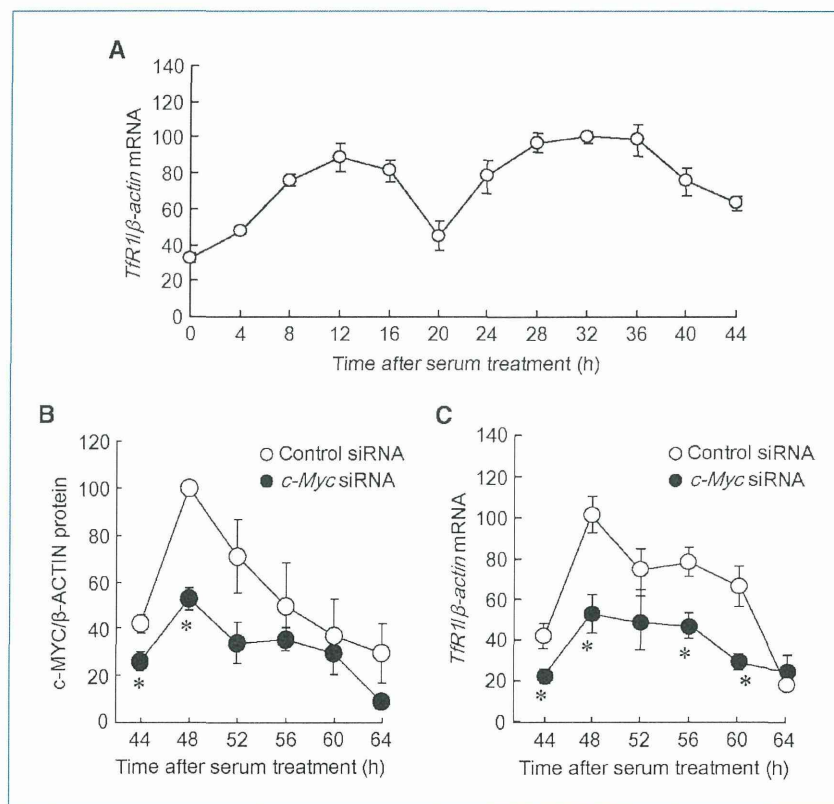 A
140
120
100
80
60
40
20
0
TfR1/β-actin mRNA
0 4 8 12 16 20 24 28 32 36 40 44
Time after serum treatment (h)
B
120
100
80
60
40
20
0
c-MYC/β-ACTIN protein
Control siRNA
c-Myc siRNA
*
*
44 48 52 56 60 64
Time after serum treatment (h)
C
140
120
100
80
60
40
20
0
TfR1/β-actin mRNA
Control siRNA
c-Myc siRNA
*
*
*
*
44 48 52 56 60 64
Time after serum treatment (h)